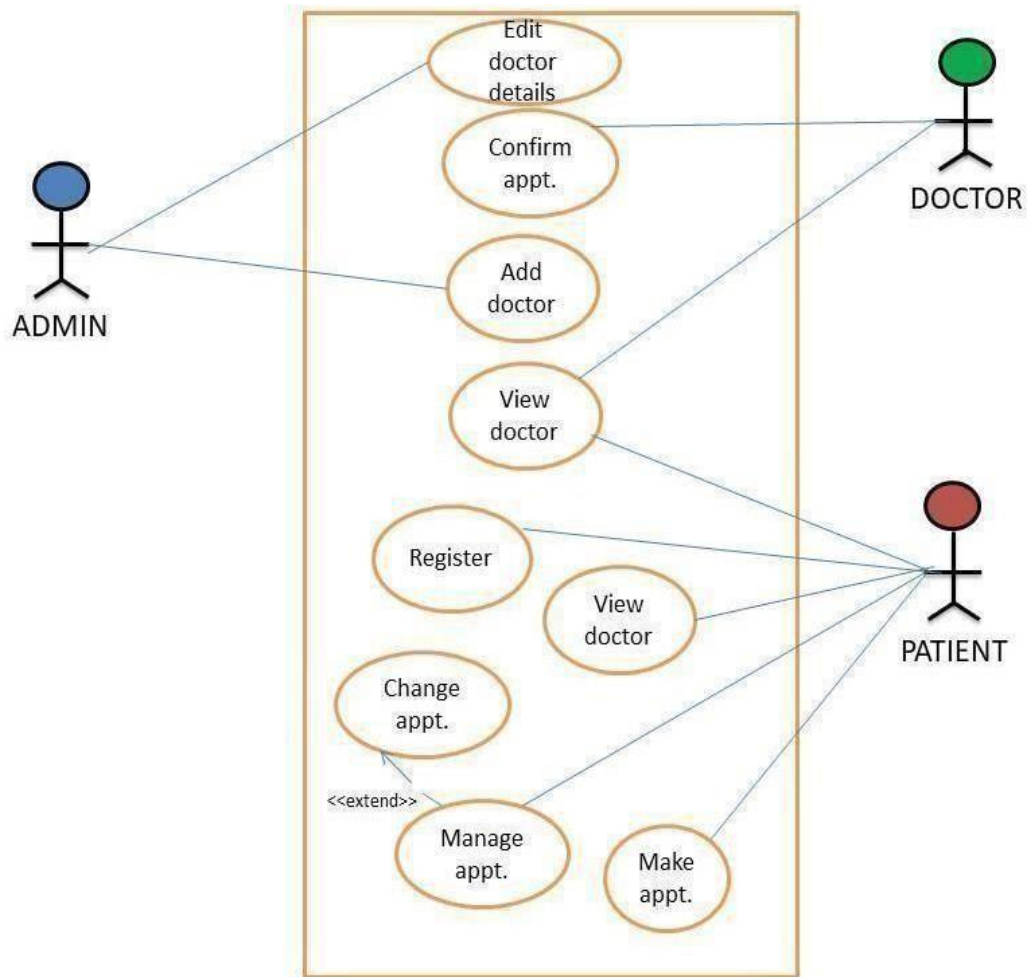 Edit
doctor
details
Confirm
appt.
DOCTOR
Add
doctor
ADMIN
View
doctor
Register
View
doctor
PATIENT
Change
appt.
<<extend>>
Manage
appt.
Make
appt.